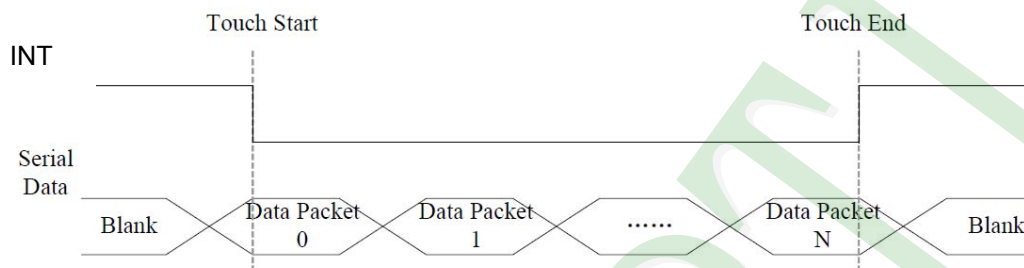 Touch Start
Touch End
INT
Serial
Data
Blank
Data Packet
0
Data Packet
1
......
Data Packet
N
Blank